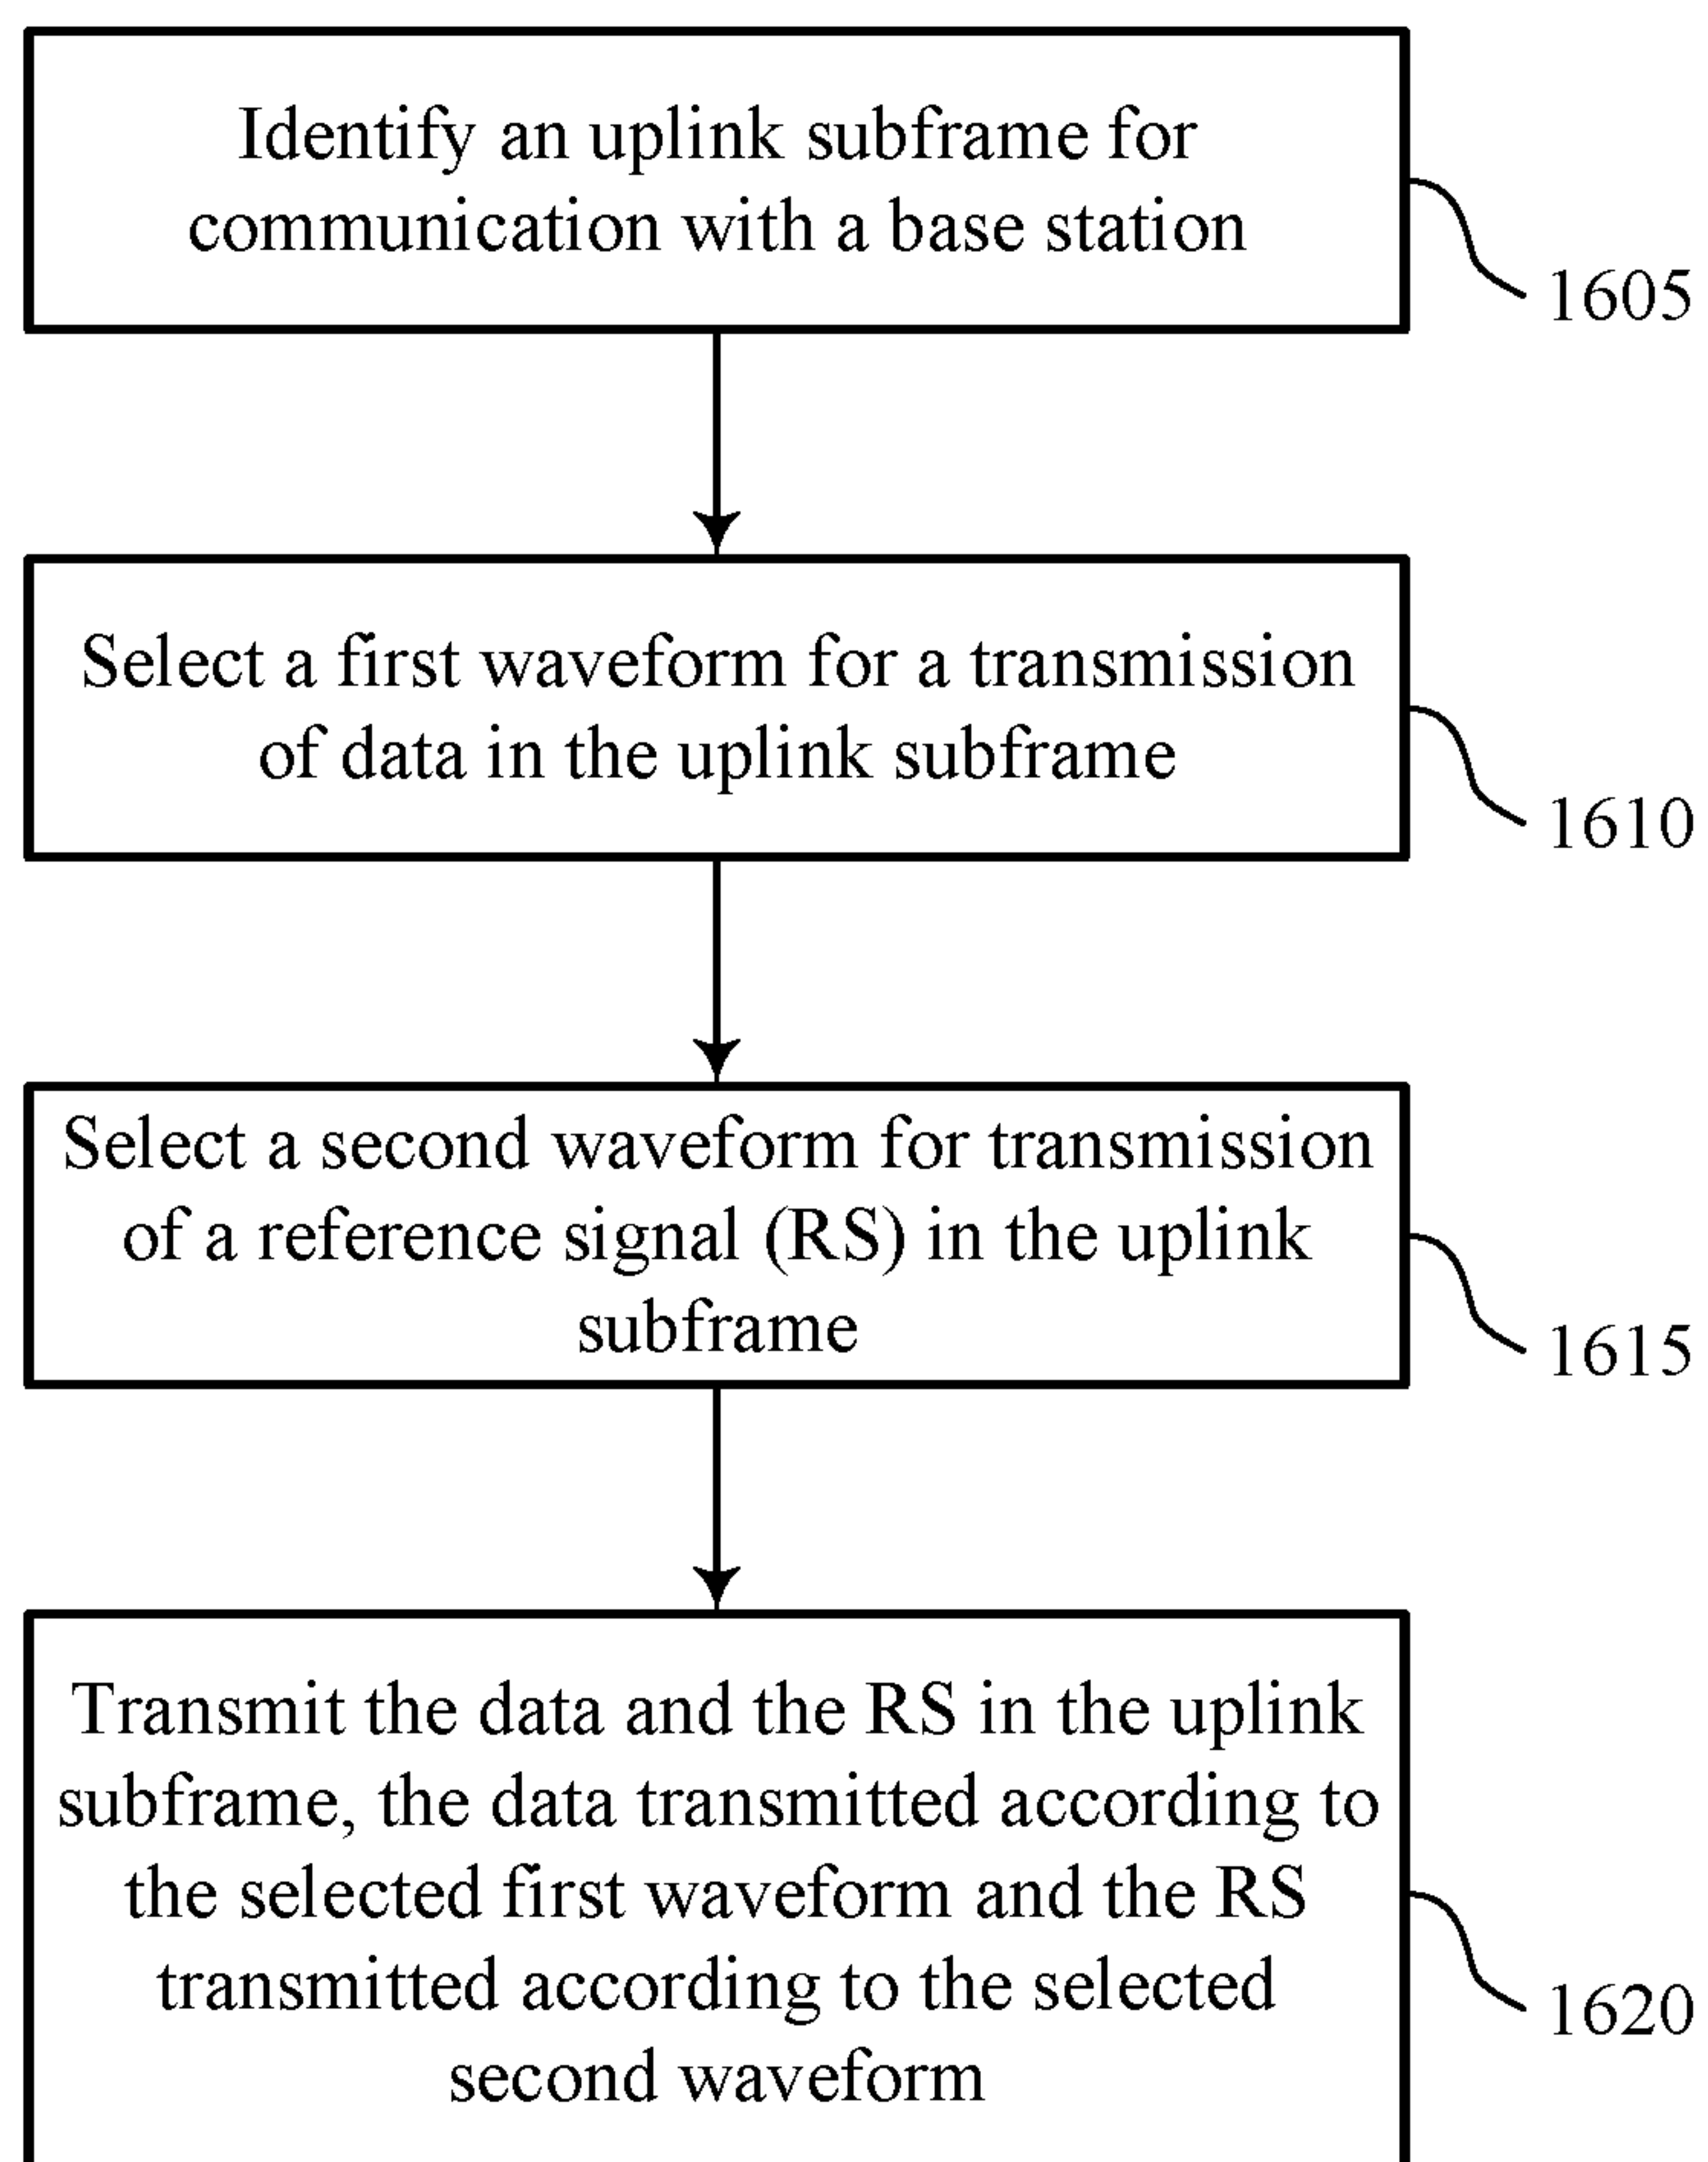 Identify an uplink subframe for
communication with a base station
1605
Select a first waveform for a transmission
of data in the uplink subframe
1610
Select a second waveform for transmission
of a reference signal (RS) in the uplink
subframe
1615
Transmit the data and the RS in the uplink
subframe, the data transmitted according to
the selected first waveform and the RS
transmitted according to the selected
second waveform
1620